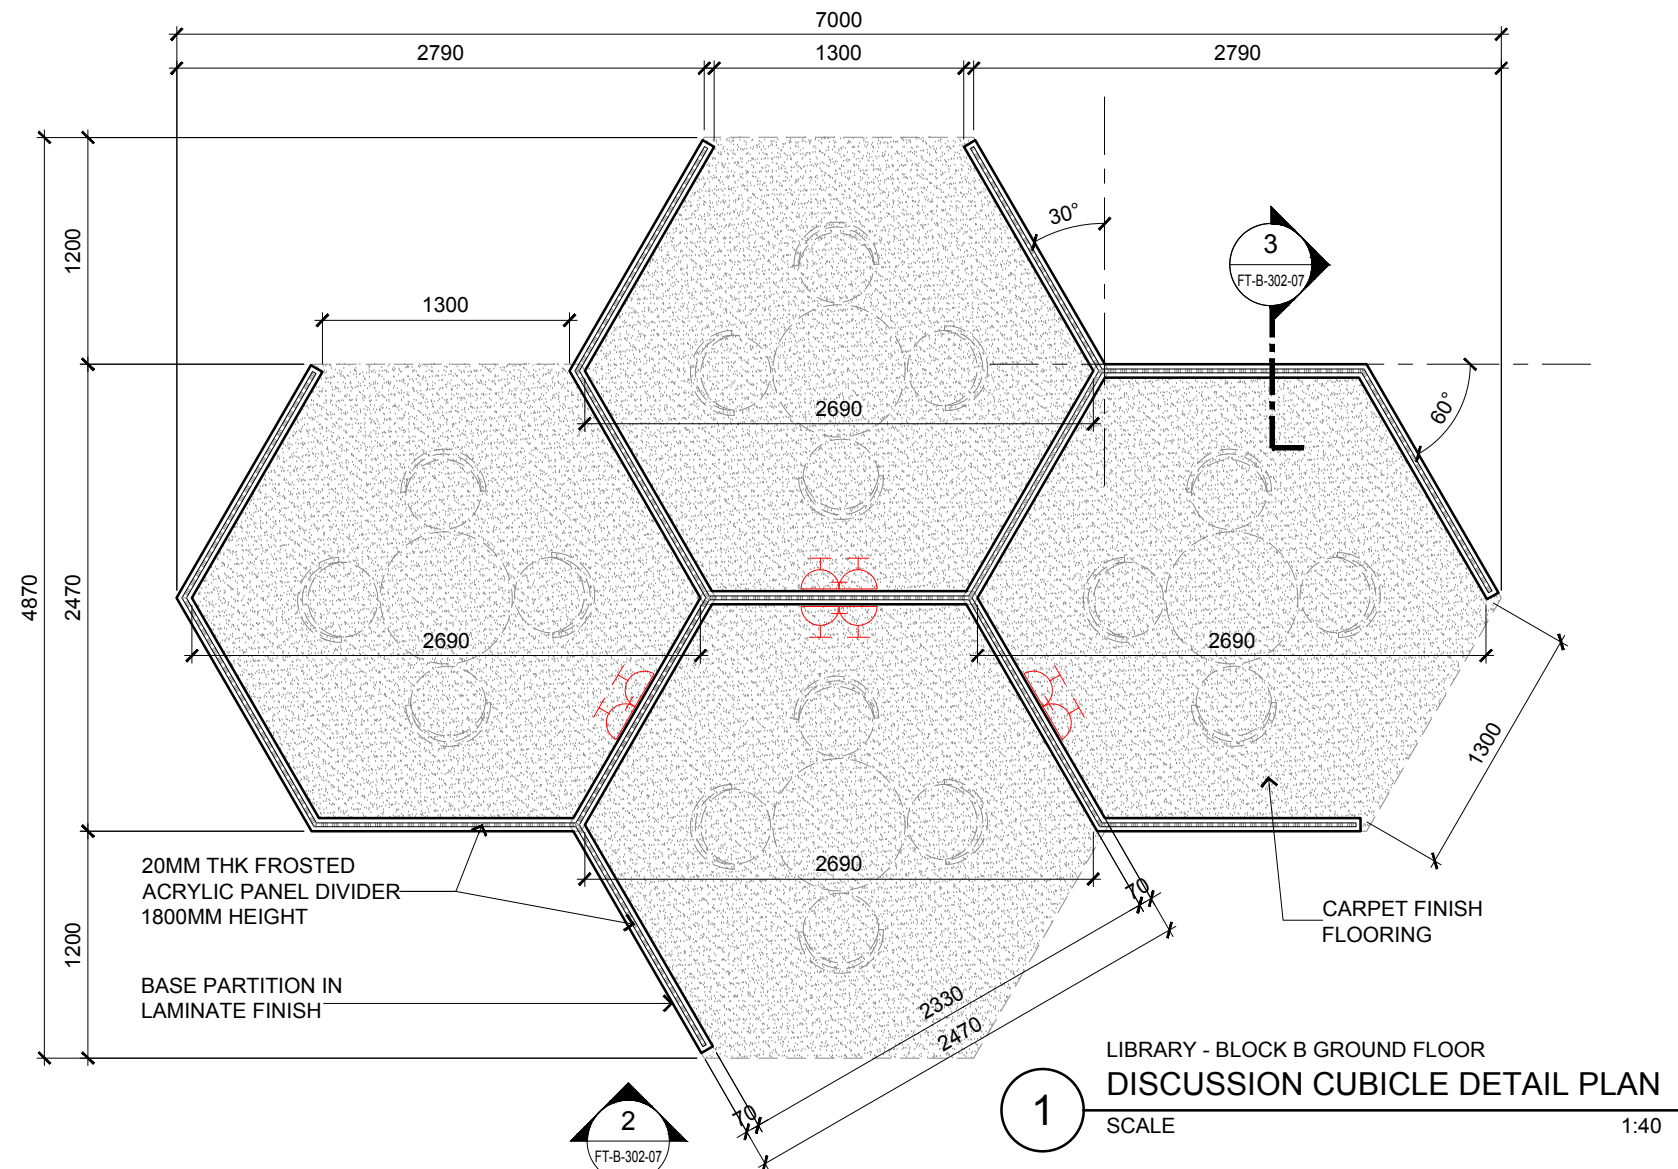 7000
2790
1300
2790
30°
3
FT-B-302-07
1200
1300
60°
2690
4870
2470
2690
2690
1300
20MM THK FROSTED
ACRYLIC PANEL DIVIDER
1800MM HEIGHT
2690
70
CARPET FINISH
FLOORING
1200
BASE PARTITION IN
LAMINATE FINISH
2330
2470
70
2
FT-B-302-07
1
LIBRARY - BLOCK B GROUND FLOOR
DISCUSSION CUBICLE DETAIL PLAN
SCALE 1:40